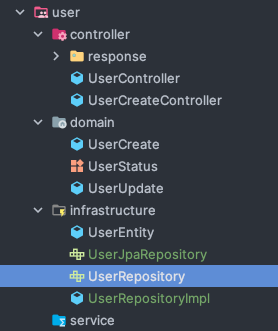 user
controller
response
UserController
UserCreateController
domain
UserCreate
UserStatus
UserUpdate
infrastructure
UserEntity
UserJpaRepository
UserRepository
UserRepositoryImpl
service